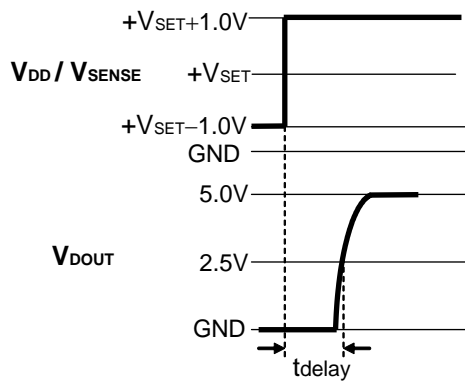 +VSET+1.0V
VDD / VSENSE
+VSET
+VSET−1.0V
GND
5.0V
VDOUT
2.5V
GND
tdelay